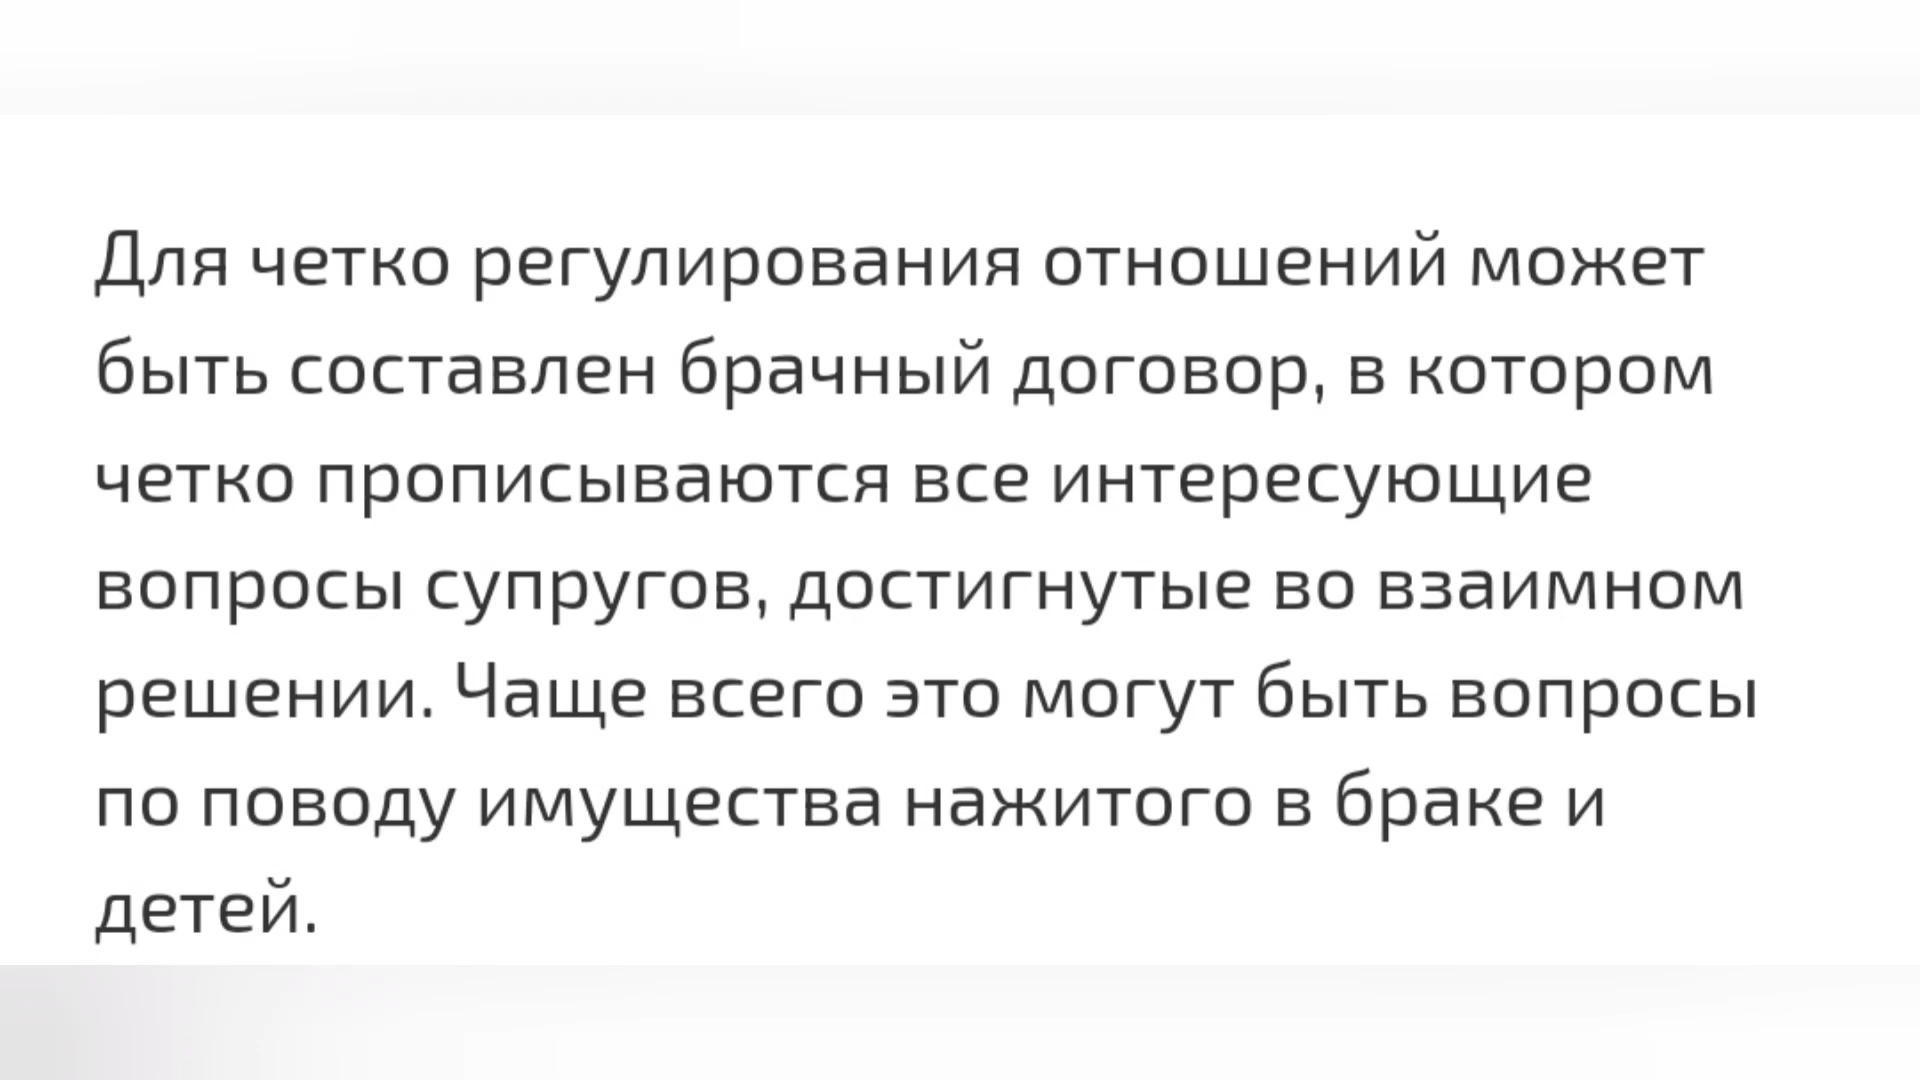 Для четко регулирования отношений может
быть составлен брачный договор, в котором
четко прописываются все интересующие
вопросы супругов, достигнутые во взаимном
решении. Чаще всего это могут быть вопросы
по поводу имущества нажитого в браке и
детей.